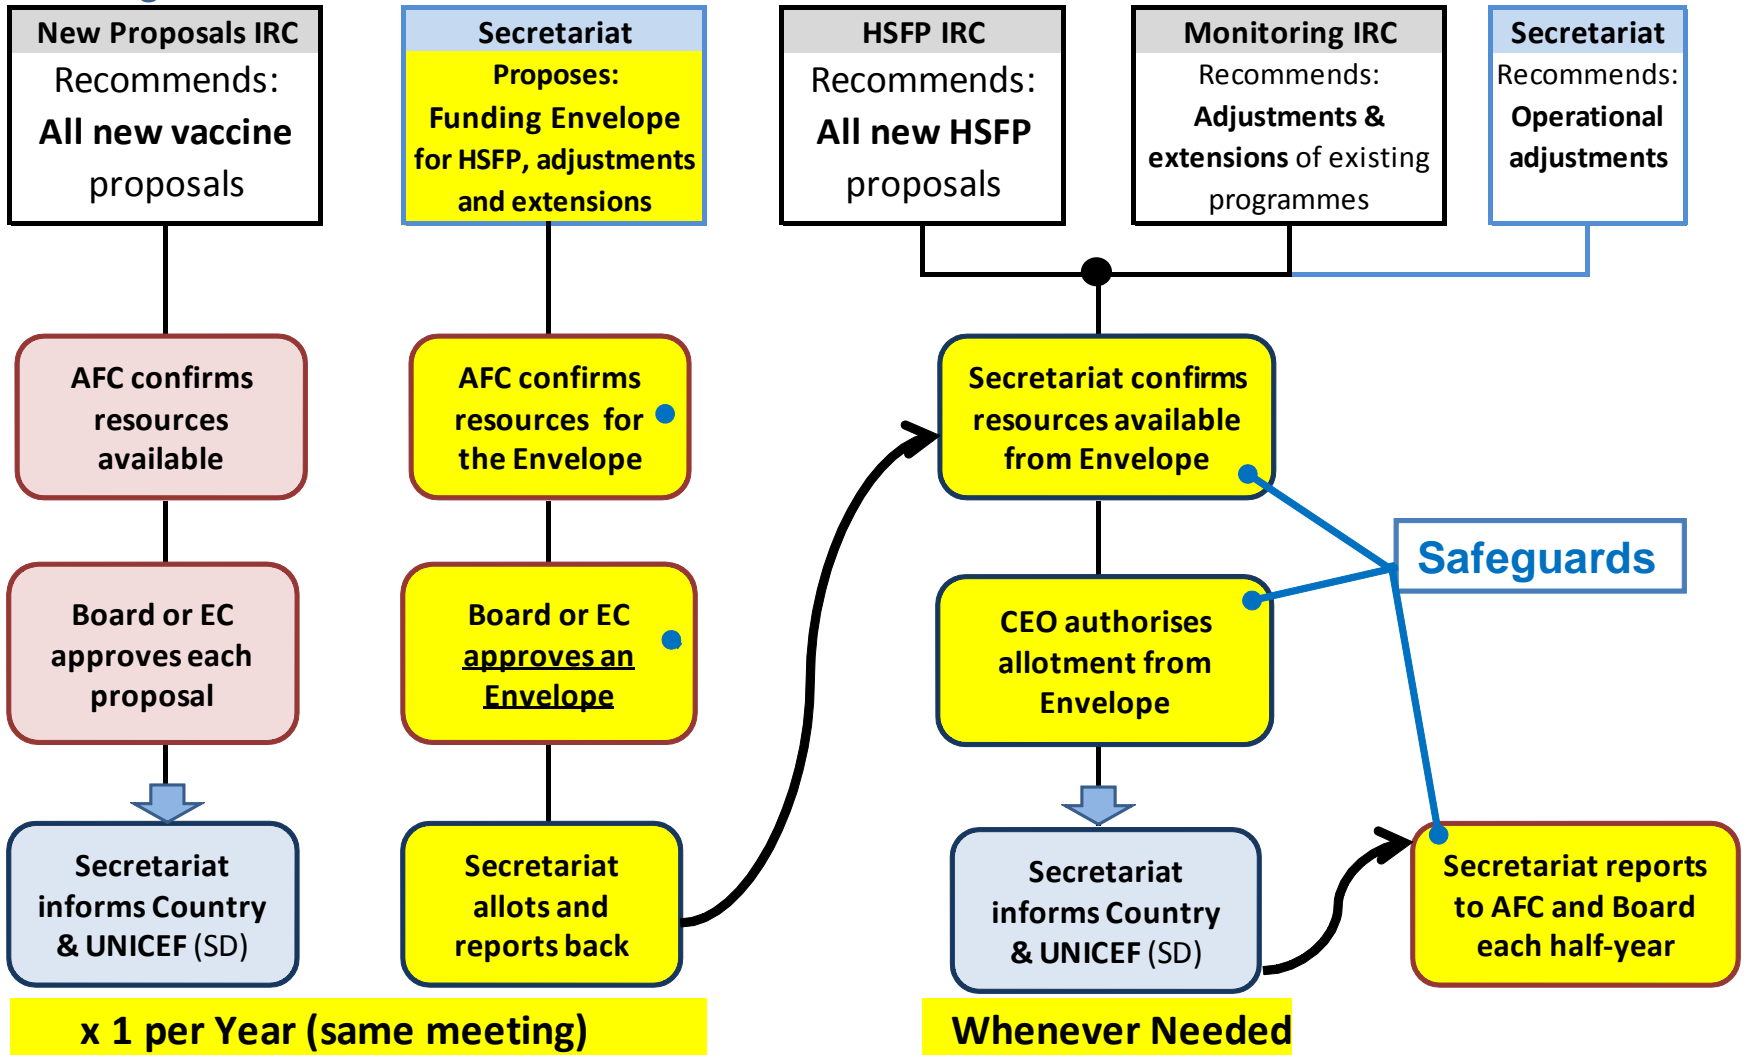 New Proposals IRC
Recommends:
All new vaccine
proposals
Secretariat
Proposes:
Funding Envelope
for HSFP, adjustments
and extensions
HSFP IRC
Recommends:
All new HSFP
proposals
Monitoring IRC
Recommends:
Adjustments &
extensions of existing
programmes
Secretariat
Recommends:
Operational
adjustments
AFC confirms
resources
available
AFC confirms
resources for
the Envelope
Secretariat confirms
resources available
from Envelope
Safeguards
Board or EC
approves each
proposal
Board or EC
approves an
Envelope
CEO authorises
allotment from
Envelope
Secretariat
informs Country
& UNICEF (SD)
Secretariat
allots and
reports back
Secretariat
informs Country
& UNICEF (SD)
Secretariat reports
to AFC and Board
each half-year
x 1 per Year (same meeting)
Whenever Needed